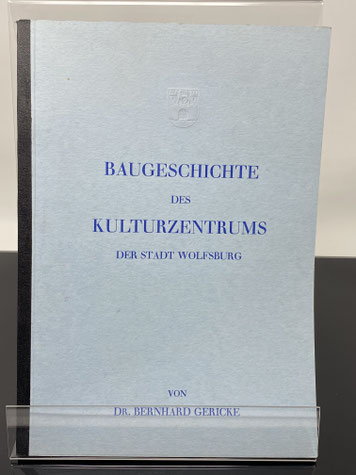 BAUGESCHICHTE
DES
KULTURZENTRUMS
DER STADT WOLFSBURG
VON
DR. BERNHARD GERICKE